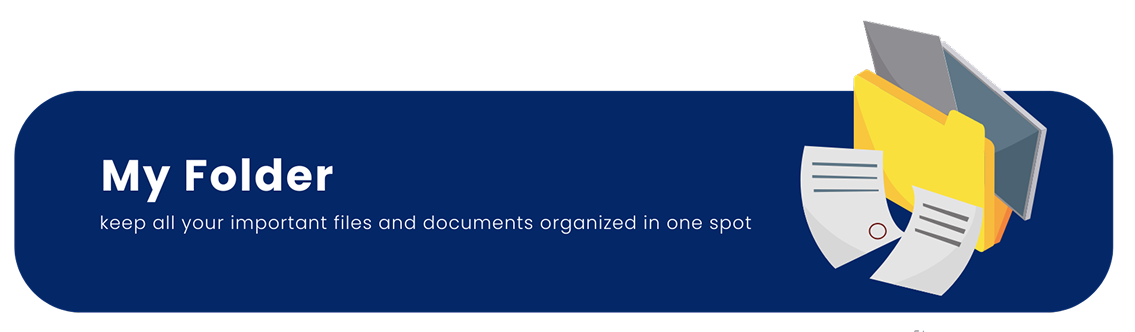 My Folder
keep all your important files and documents organized in one spot